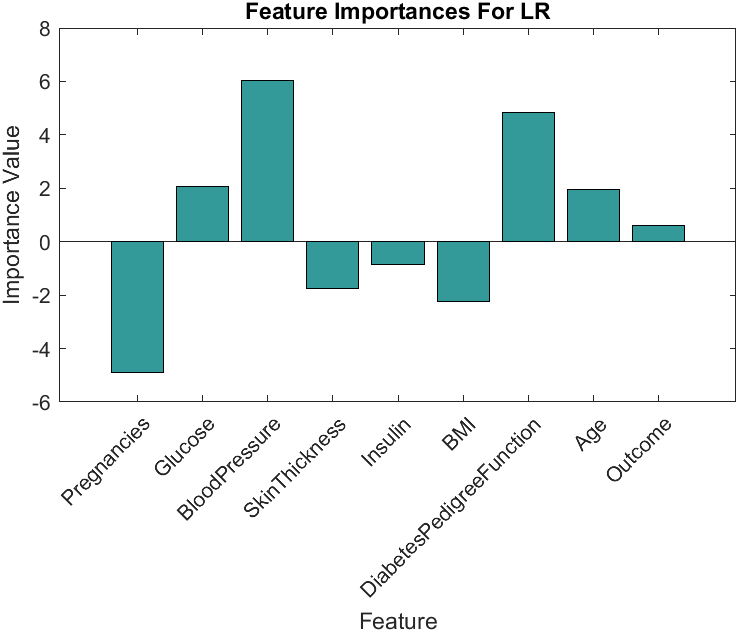 Feature Importances For LR
8
6
4
2
0
-2
-4
-6
Importance Value
Pregnancies
Glucose
BloodPressure
SkinThickness
Insulin
BMI
DiabetesPedigreeFunction
Age
Outcome
Feature